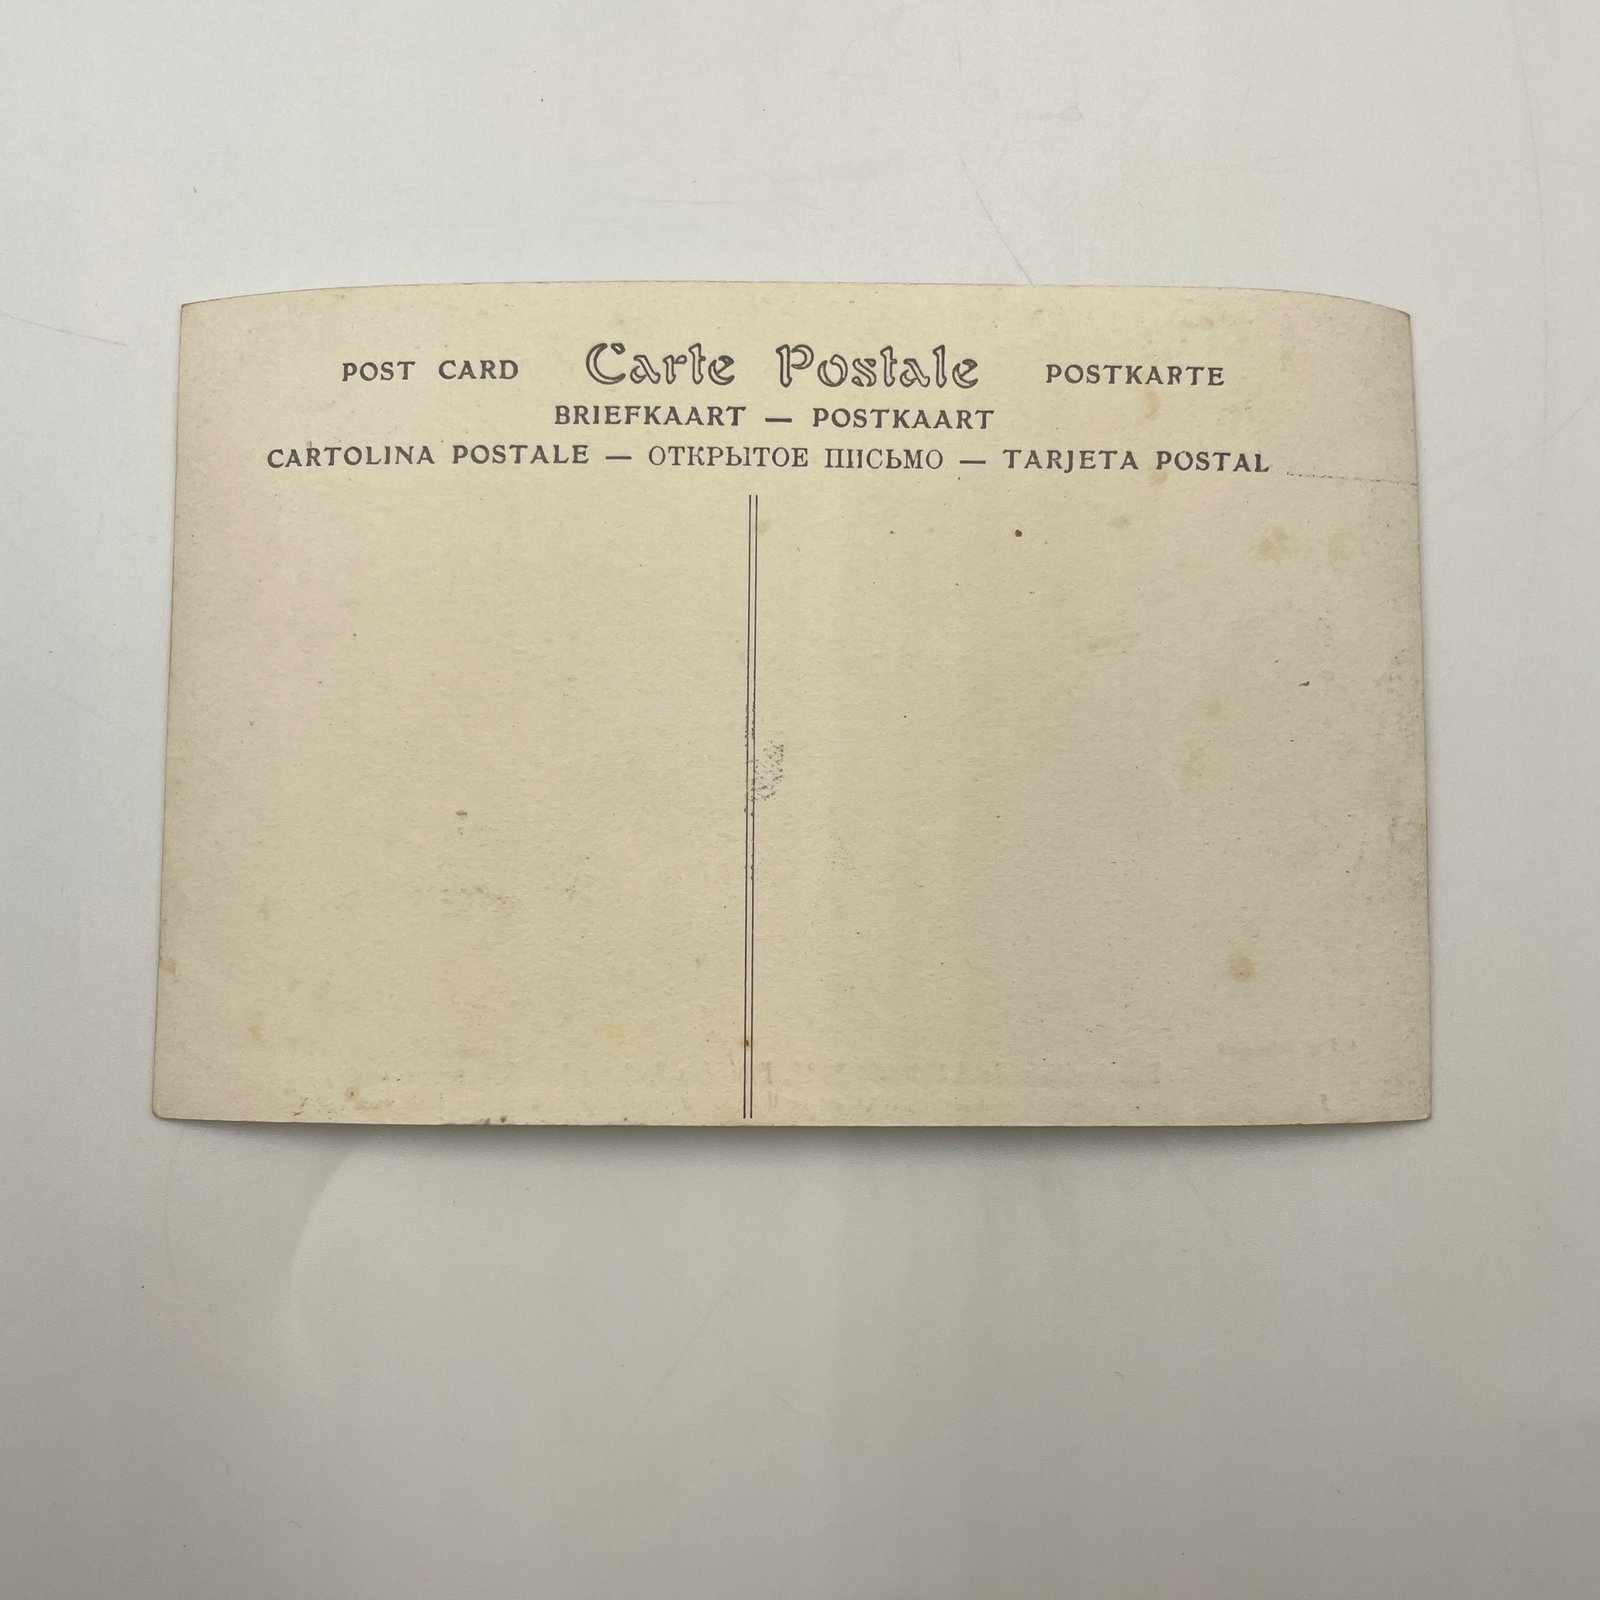 POST CARD Carte Postale POSTKARTE
BRIEFKAART — POSTKAART
CARTOLINA POSTALE — ОТКРЫТОЕ ПИСЬМО — TARJETA POSTAL